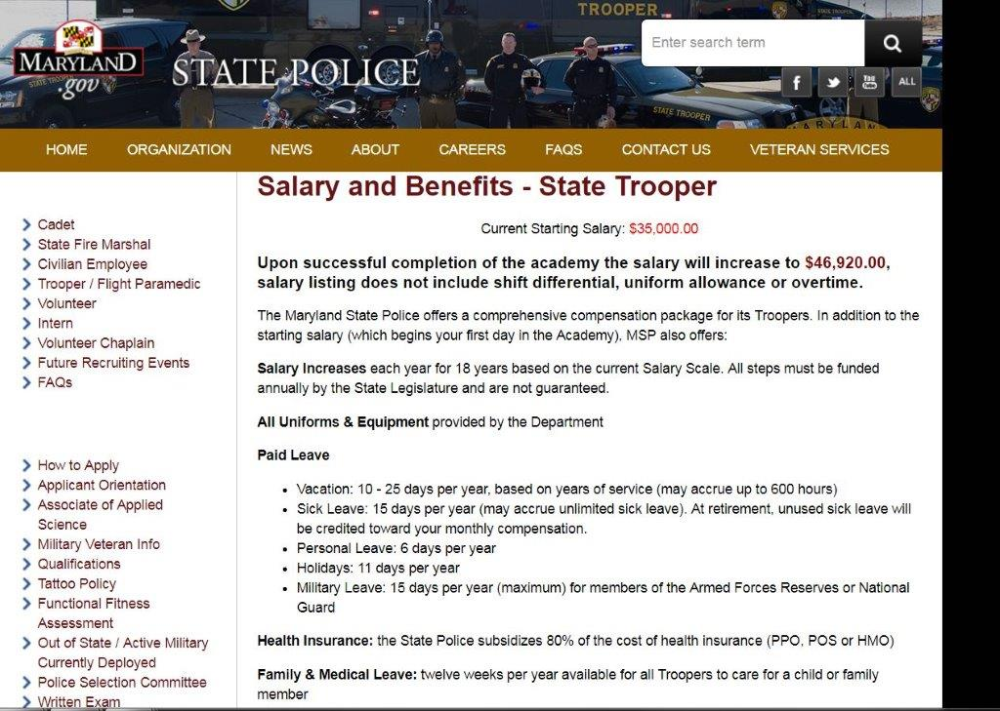 TROOPER
MARYLAND
.gov
STATE POLICE
Enter search term
STATE TROOPER
STATE TROOPER
f
You
Tube
ALL
MARYLAND
HOME ORGANIZATION NEWS ABOUT CAREERS FAQS CONTACT US VETERAN SERVICES
Cadet
State Fire Marshal
Civilian Employee
Trooper / Flight Paramedic
Volunteer
Intern
Volunteer Chaplain
Future Recruiting Events
FAQs
How to Apply
Applicant Orientation
Associate of Applied
Science
Military Veteran Info
Qualifications
Tattoo Policy
Functional Fitness
Assessment
Out of State / Active Military
Currently Deployed
Police Selection Committee
Written Exam
Salary and Benefits - State Trooper
Current Starting Salary: $35,000.00
Upon successful completion of the academy the salary will increase to $46,920.00,
salary listing does not include shift differential, uniform allowance or overtime.
The Maryland State Police offers a comprehensive compensation package for its Troopers. In addition to the
starting salary (which begins your first day in the Academy), MSP also offers:
Salary Increases each year for 18 years based on the current Salary Scale. All steps must be funded
annually by the State Legislature and are not guaranteed.
All Uniforms & Equipment provided by the Department
Paid Leave
• Vacation: 10 - 25 days per year, based on years of service (may accrue up to 600 hours)
• Sick Leave: 15 days per year (may accrue unlimited sick leave). At retirement, unused sick leave will
be credited toward your monthly compensation.
• Personal Leave: 6 days per year
• Holidays: 11 days per year
• Military Leave: 15 days per year (maximum) for members of the Armed Forces Reserves or National
Guard
Health Insurance: the State Police subsidizes 80% of the cost of health insurance (PPO, POS or HMO)
Family & Medical Leave: twelve weeks per year available for all Troopers to care for a child or family
member